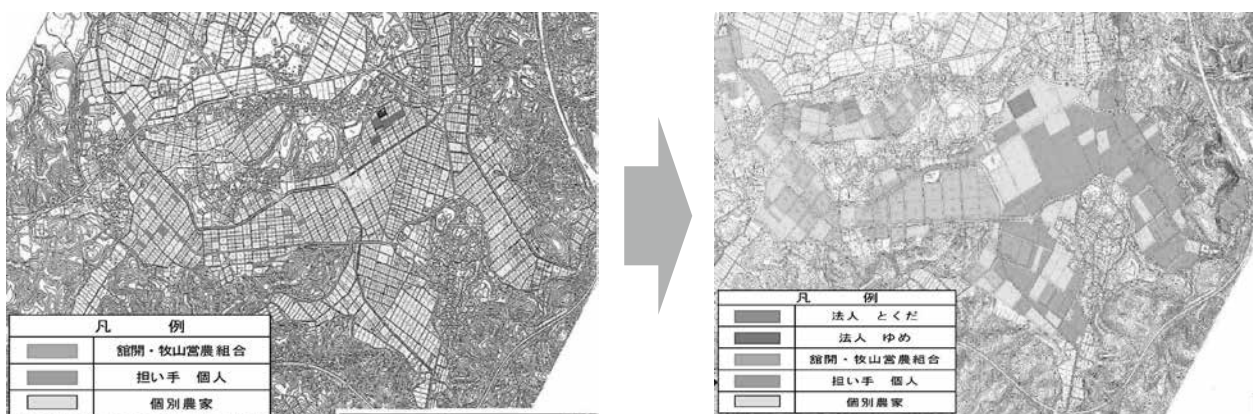 凡 例
舘開・牧山営農組合
担い手 個人
個別農家
凡 例
法人 とくだ
法人 ゆめ
舘開・牧山営農組合
担い手 個人
個別農家